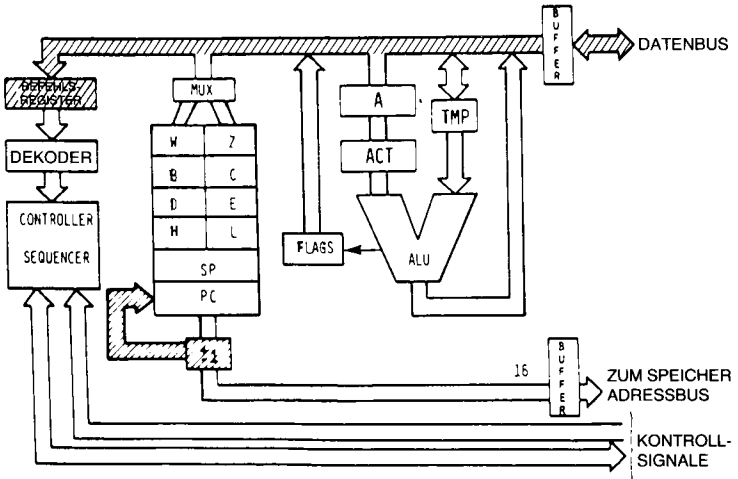 BUFFER
DATENBUS
BEFEHLS-
REGISTER
MUX
A
TMP
W Z
DEKODER
ACT
B C
D E
CONTROLLER
SEQUENCER
H L
FLAGS
ALU
SP
PC
±1
16
BUFFER
ZUM SPEICHER
ADRESSBUS
KONTROLL-
SIGNALE